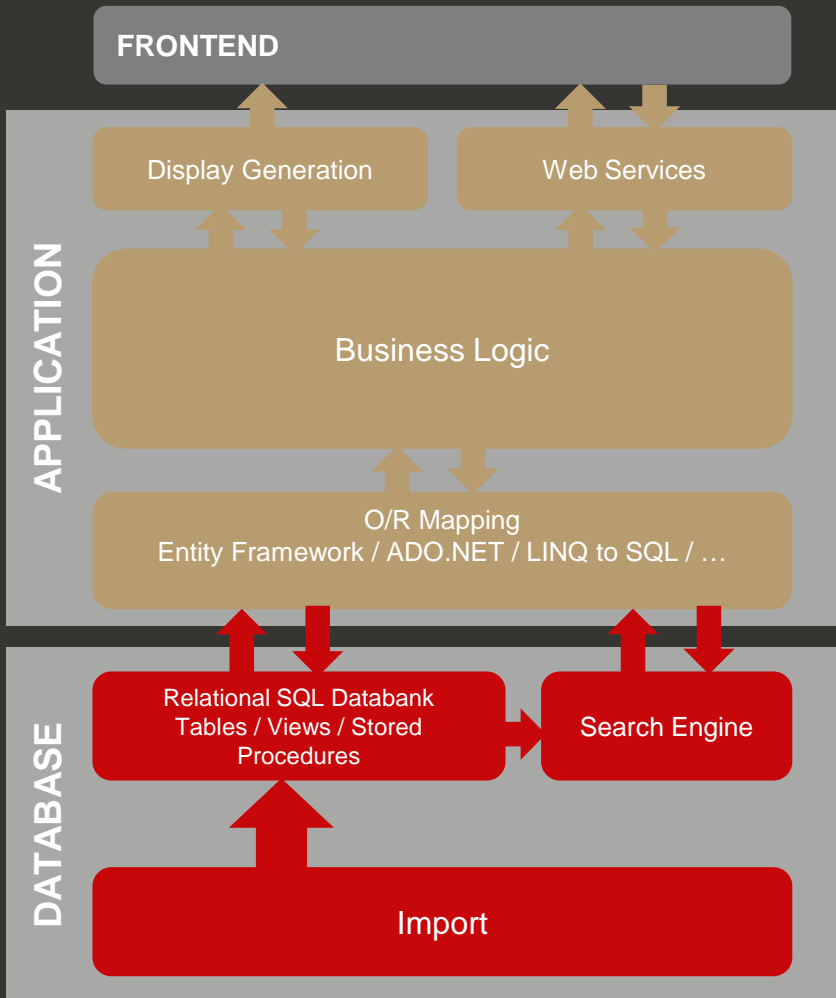 FRONTEND
APPLICATION
Display Generation
Web Services
Business Logic
O/R Mapping
Entity Framework / ADO.NET / LINQ to SQL / …
DATABASE
Relational SQL Databank
Tables / Views / Stored
Procedures
Search Engine
Import